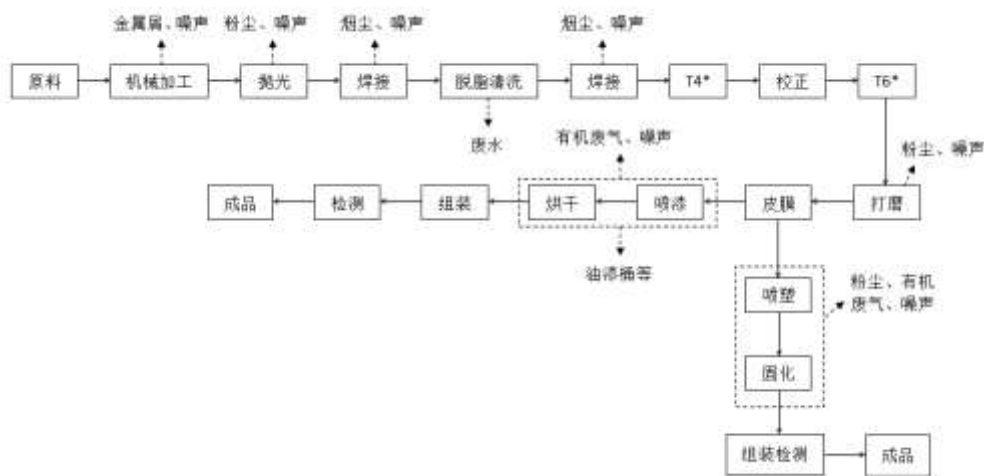 金属屑、噪声
粉尘、噪声
烟尘、噪声
烟尘、噪声
原料
机械加工
抛光
焊接
脱脂清洗
焊接
T4*
校正
T6*
废水
有机废气、噪声
粉尘、噪声
成品
检测
组装
烘干
喷漆
皮膜
打磨
油漆桶等
喷塑
粉尘、有机
废气、噪声
固化
组装检测
成品